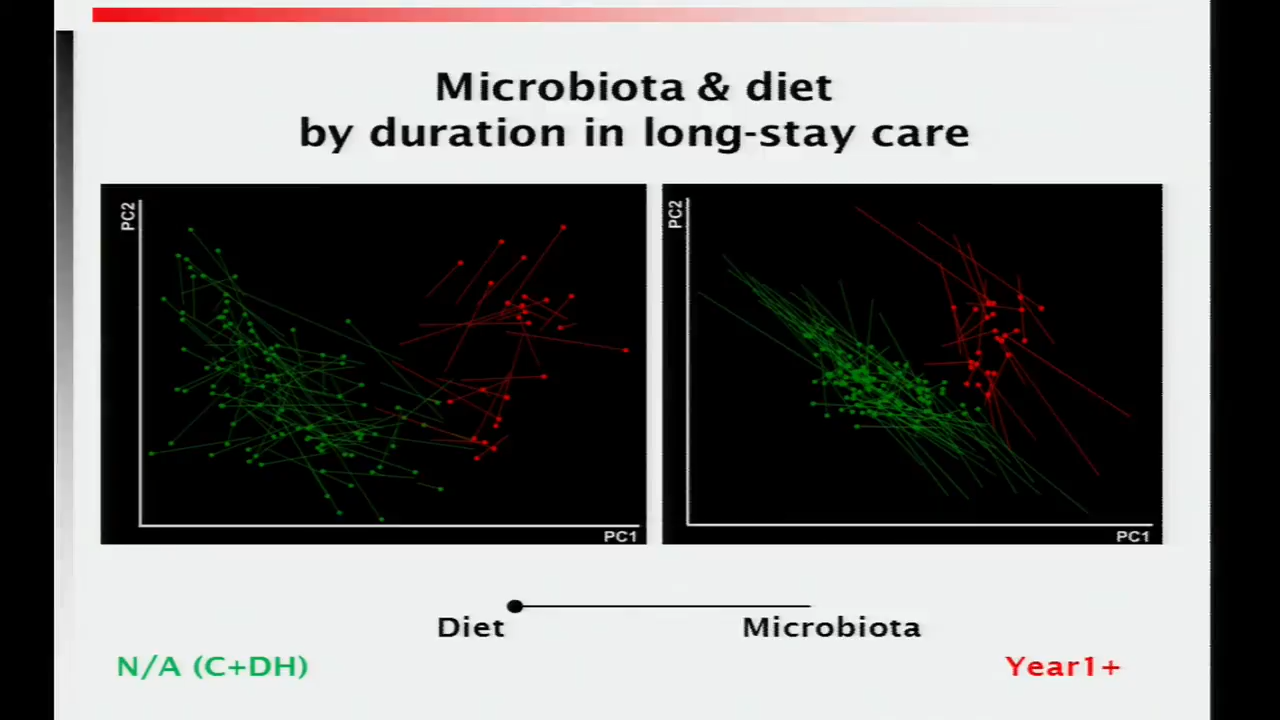 Microbiota & diet
by duration in long-stay care
PC2
PC1
PC2
PC1
Diet
Microbiota
N/A (C+DH)
Year1+